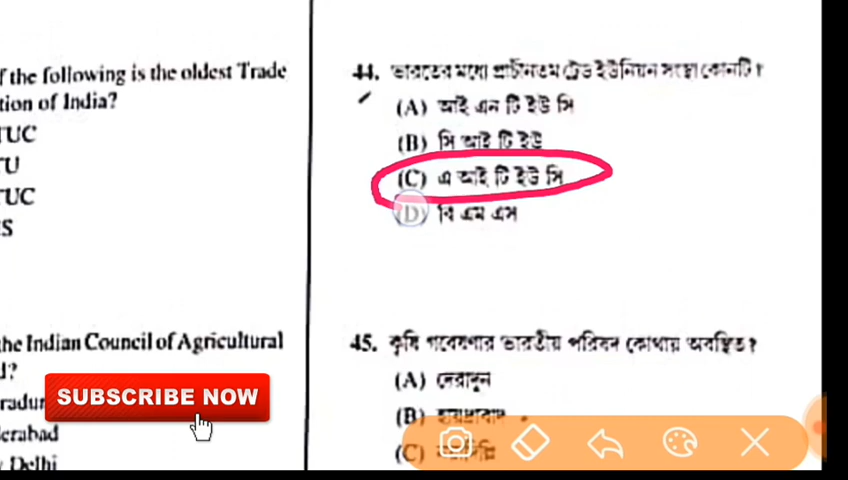 f the following is the oldest Trade
tion of India?
TUC
TU
TUC
S
he Indian Council of Agricultural
d?
radun
erabad
Delhi
44. ভারতের মধ্যে প্রাচীনতম ট্রেড ইউনিয়ন সংস্থা কোনটি?
(A) আই এন টি ইউ সি
(B) সি আই টি ইউ
(C) এ আই টি ইউ সি
(D) বি এম এস
45. কৃষি গবেষণার ভারতীয় পরিষদ কোথায় অবস্থিত?
(A) দেরাদুন
(B) হায়দ্রাবাদ
(C)
SUBSCRIBE NOW